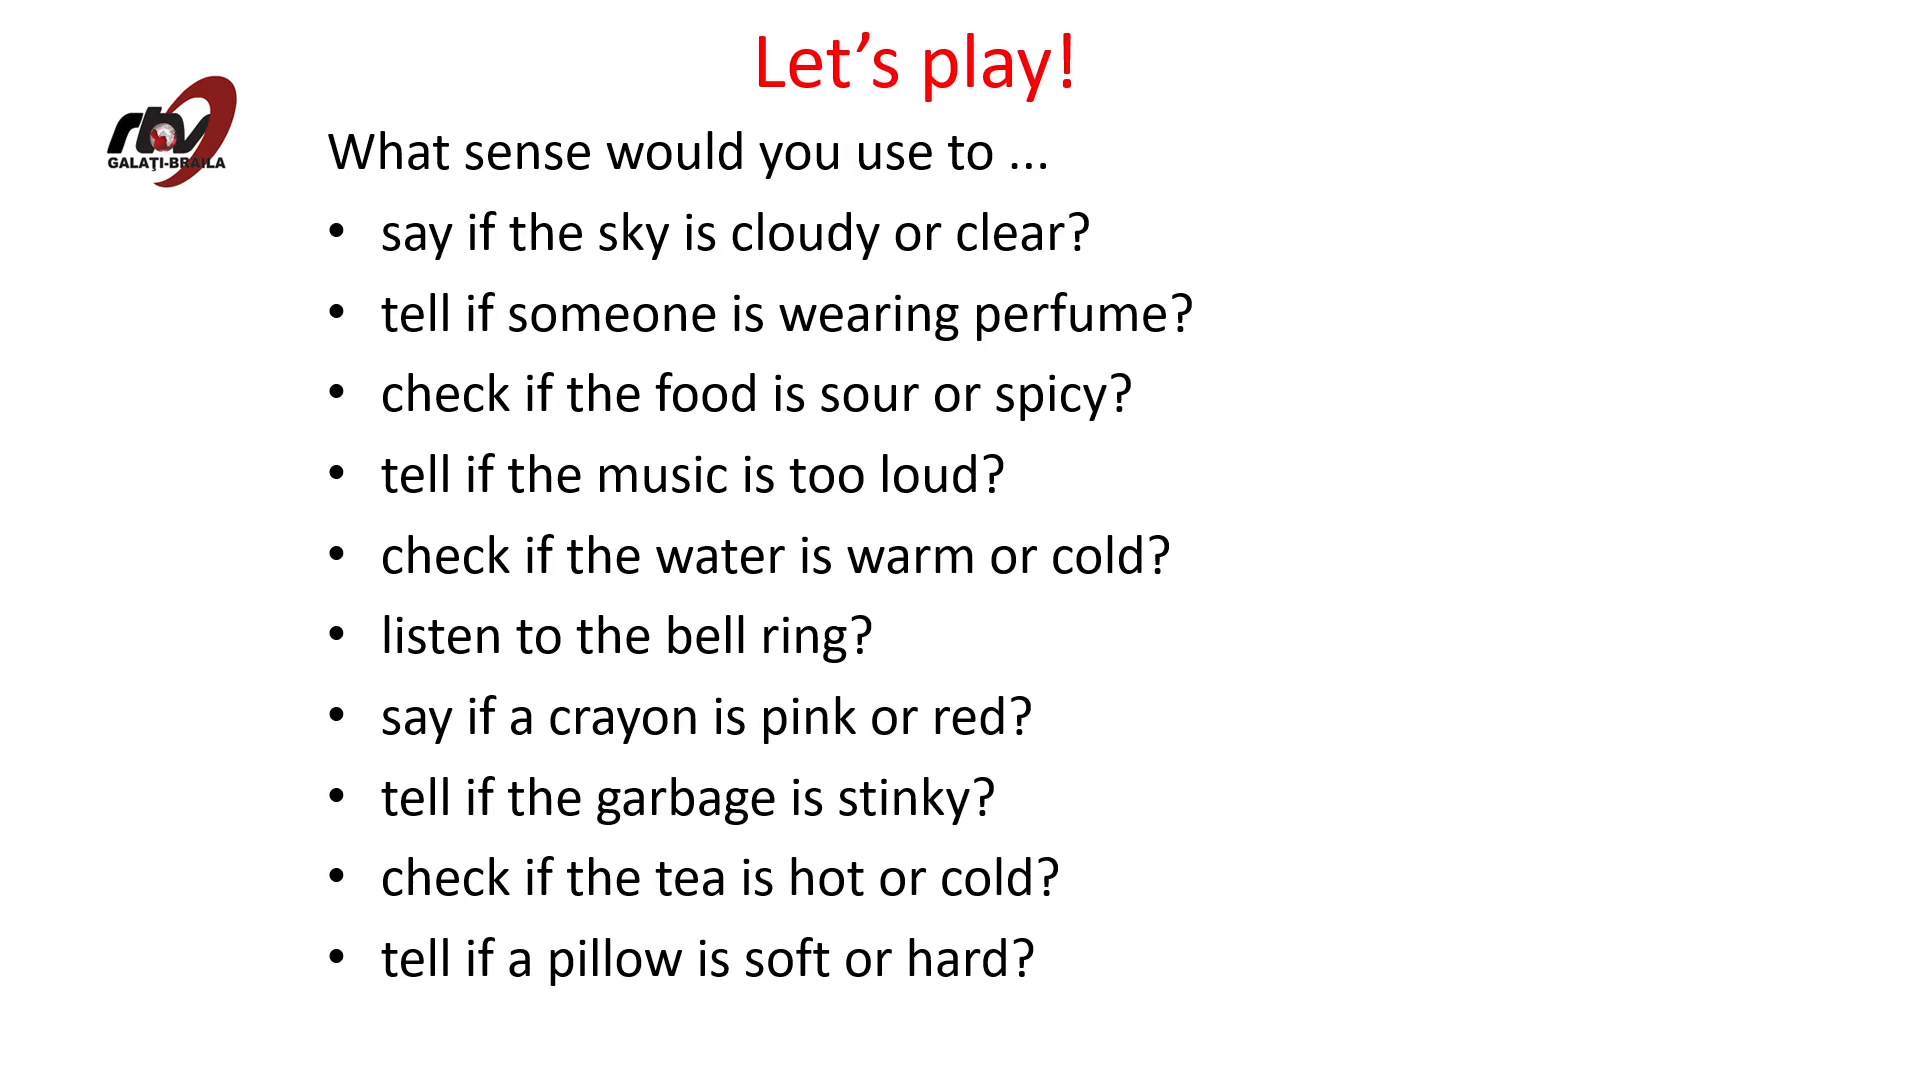 Let’s play!
rtv
GALAŢI-BRAILA
What sense would you use to ...
• say if the sky is cloudy or clear?
• tell if someone is wearing perfume?
• check if the food is sour or spicy?
• tell if the music is too loud?
• check if the water is warm or cold?
• listen to the bell ring?
• say if a crayon is pink or red?
• tell if the garbage is stinky?
• check if the tea is hot or cold?
• tell if a pillow is soft or hard?